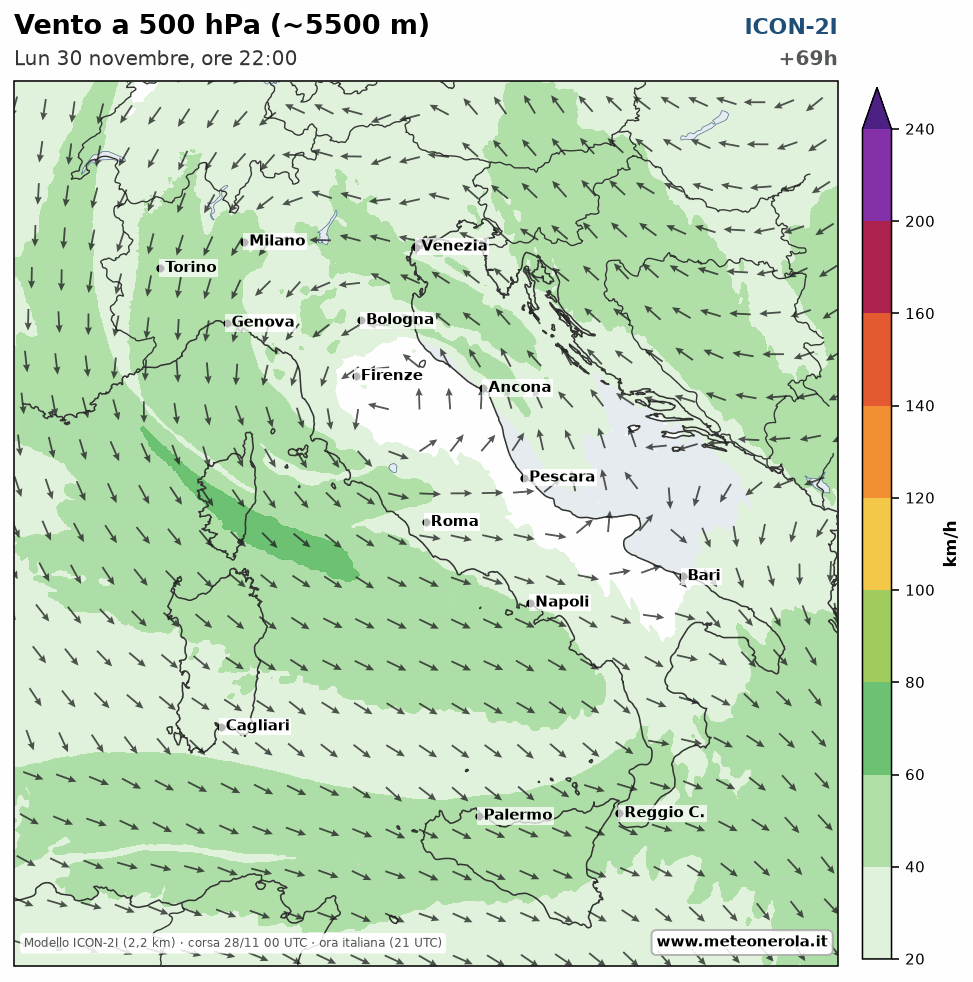 Vento a 500 hPa (~5500 m)
ICON-2I
Lun 30 novembre, ore 22:00
+69h
240
200
160
140
120
100
80
60
40
20
km/h
Milano
Venezia
Torino
Genova
Bologna
Firenze
Ancona
Pescara
Roma
Bari
Napoli
Cagliari
Palermo
Reggio C.
Modello ICON-2I (2,2 km) · corsa 28/11 00 UTC · ora italiana (21 UTC)
www.meteonerola.it